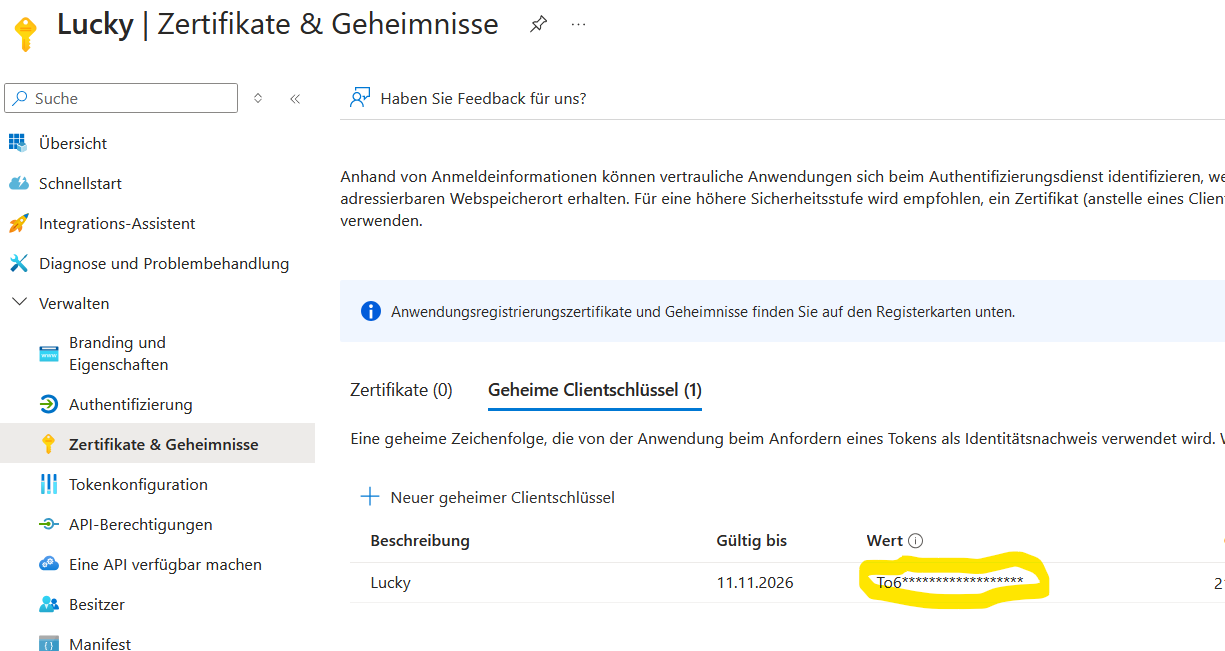 Lucky | Zertifikate & Geheimnisse
Suche
Haben Sie Feedback für uns?
Übersicht
Schnellstart
Integrations-Assistent
Diagnose und Problembehandlung
Verwalten
Branding und
Eigenschaften
Authentifizierung
Zertifikate & Geheimnisse
Tokenkonfiguration
API-Berechtigungen
Eine API verfügbar machen
Besitzer
Manifest
Anhand von Anmeldeinformationen können vertrauliche Anwendungen sich beim Authentifizierungsdienst identifizieren, we
adressierbaren Webspeicherort erhalten. Für eine höhere Sicherheitsstufe wird empfohlen, ein Zertifikat (anstelle eines Clien
verwenden.
Anwendungsregistrierungszertifikate und Geheimnisse finden Sie auf den Registerkarten unten.
Zertifikate (0) Geheime Clientschlüssel (1)
Eine geheime Zeichenfolge, die von der Anwendung beim Anfordern eines Tokens als Identitätsnachweis verwendet wird. W
Neuer geheimer Clientschlüssel
Beschreibung Gültig bis Wert
Lucky 11.11.2026 To6****************** 2